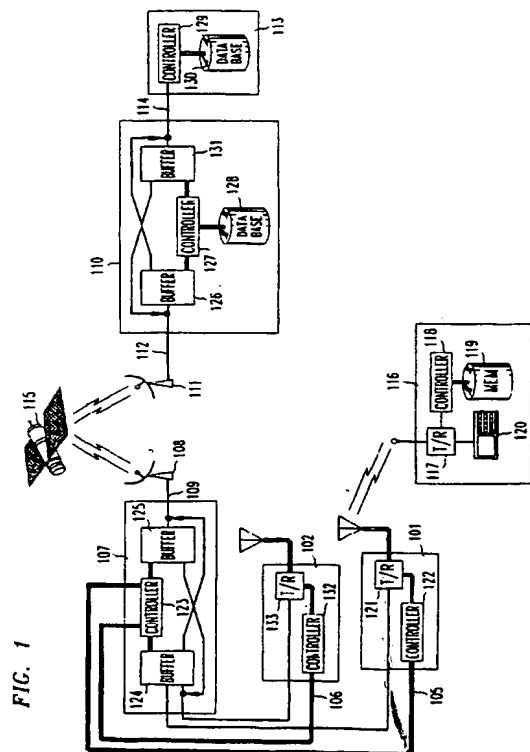 FIG. 1
115
107
124
BUFFER
CONTROLLER
123
125
BUFFER
109
108
111
112
110
126
BUFFER
CONTROLLER
127
131
BUFFER
128
DATA
BASE
114
CONTROLLER
129
130
DATA
BASE
113
102
133
T/R
CONTROLLER
132
106
101
121
T/R
CONTROLLER
122
105
116
117
T/R
CONTROLLER
118
119
MEM
120